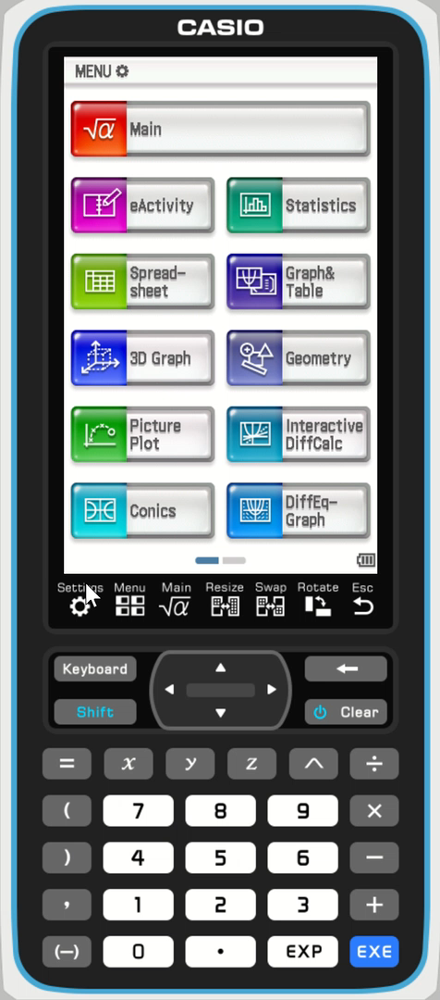 CASIO
MENU
√α Main
eActivity
Statistics
Spread-
sheet
Graph&
Table
3D Graph
Geometry
Picture
Plot
Interactive
DiffCalc
Conics
DiffEq-
Graph
Settings Menu Main Resize Swap Rotate Esc
√α
Keyboard
Shift
Clear
= x y z ^ ÷
( 7 8 9 ×
) 4 5 6 −
, 1 2 3 +
(−) 0 . EXP EXE